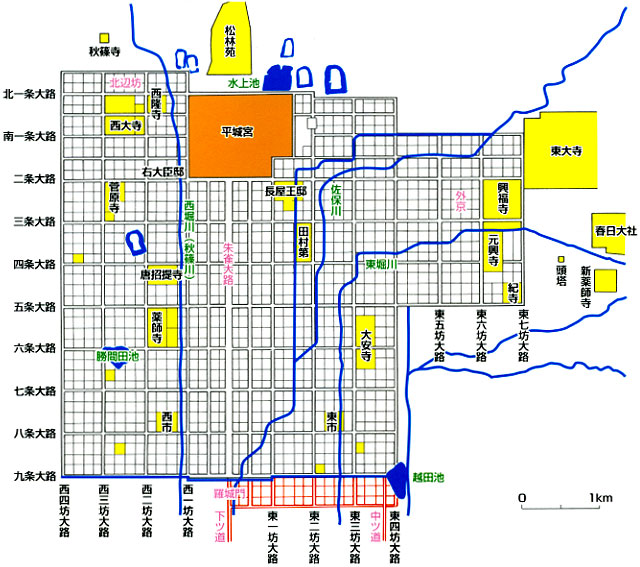 松林苑
秋篠寺
水上池
北辺坊
西隆寺
北一条大路
西大寺
平城宮
南一条大路
東大寺
右大臣邸
二条大路
菅原寺
長屋王邸
佐保川
外京
興福寺
西堀川(秋篠川)
朱雀大路
三条大路
田村第
元興寺
春日大社
四条大路
唐招提寺
東堀川
頭塔
新薬師寺
紀寺
五条大路
薬師寺
大安寺
東五坊大路
東六坊大路
東七坊大路
六条大路
勝間田池
七条大路
西市
東市
八条大路
九条大路
越田池
羅城門
西四坊大路
西三坊大路
西二坊大路
西一坊大路
下ツ道
東一坊大路
東二坊大路
東三坊大路
中ツ道
東四坊大路
0 1km